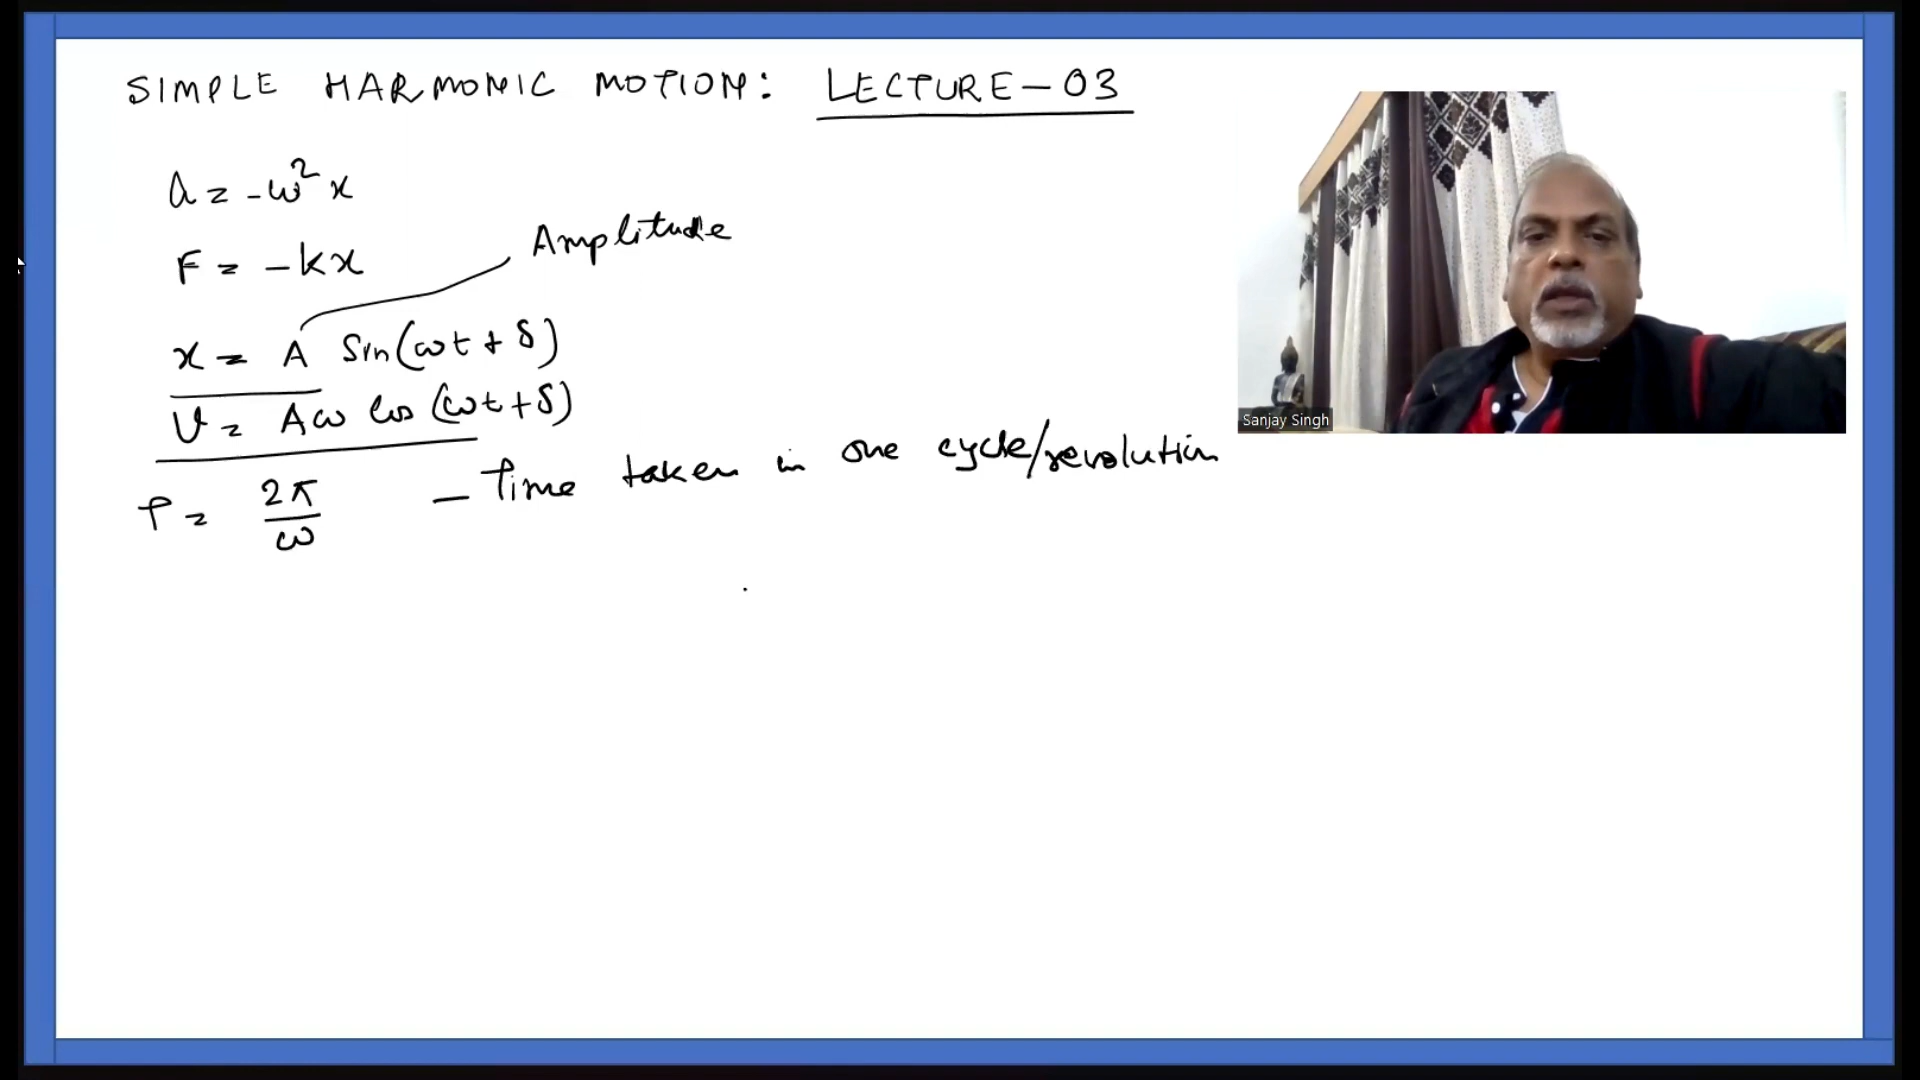 SIMPLE HARMONIC MOTION: LECTURE-03
a = -ω² x
F = -kx
Amplitude
x = A Sin(ωt + δ)
v = Aω Cos (ωt+δ)
T = 2π/ω - Time taken in one cycle/revolution
Sanjay Singh